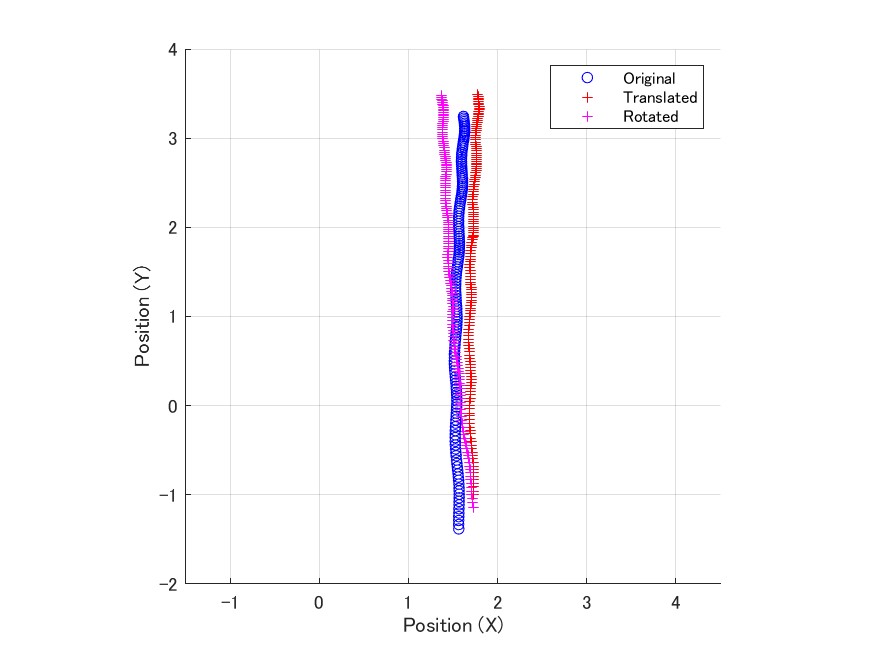 4
3
2
1
0
−1
−2
−1
0
1
2
3
4
Position (X)
Position (Y)
Original
Translated
Rotated